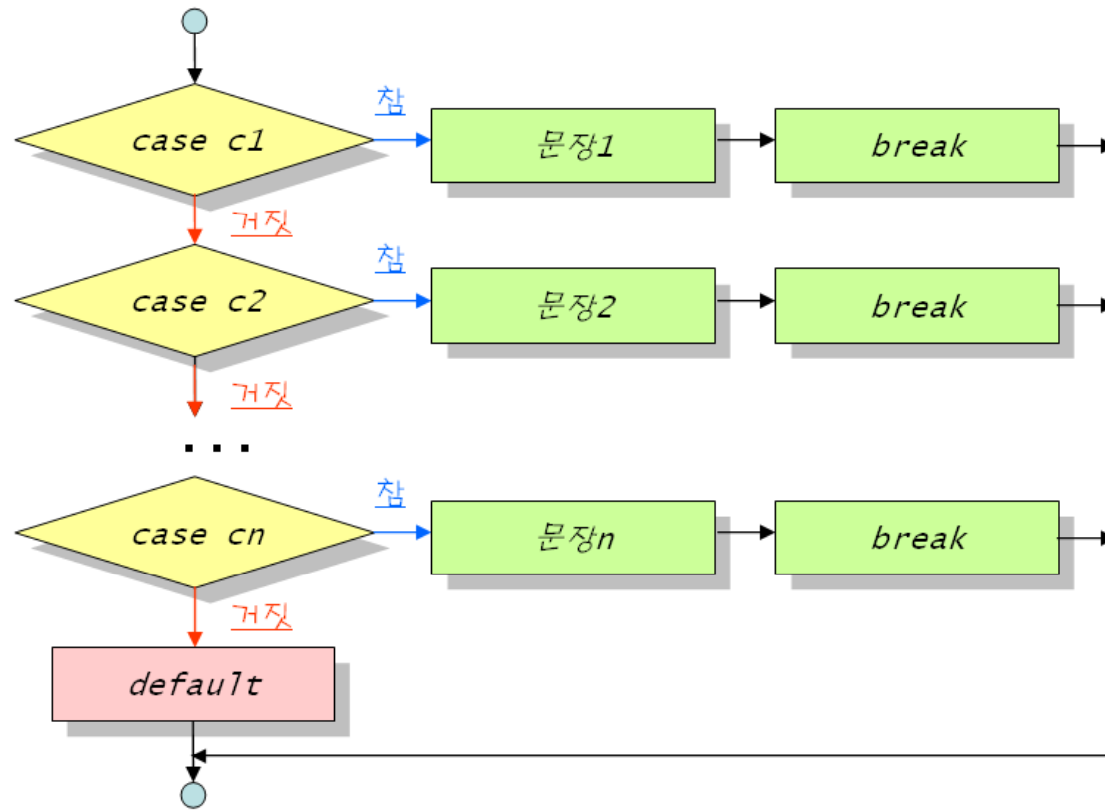 참
case c1
문장1
break
거짓
참
case c2
문장2
break
거짓
...
참
case cn
문장n
break
거짓
default